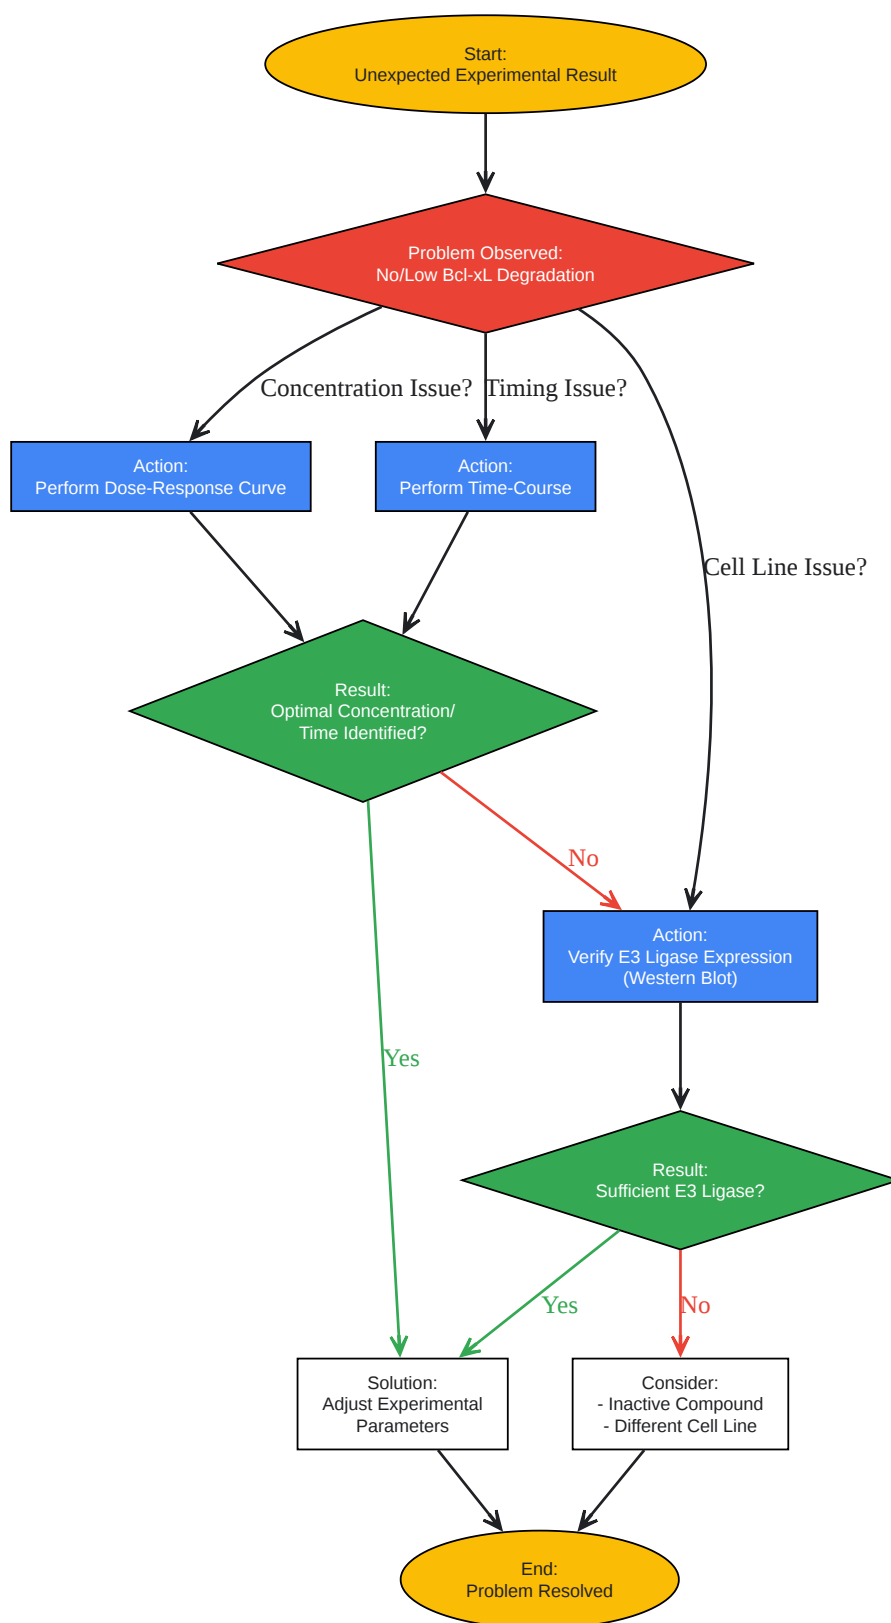 Start:
Unexpected Experimental Result
Problem Observed:
No/Low Bcl-xL Degradation
Concentration Issue?
Timing Issue?
Action:
Perform Dose-Response Curve
Action:
Perform Time-Course
Cell Line Issue?
Result:
Optimal Concentration/
Time Identified?
No
Action:
Verify E3 Ligase Expression
(Western Blot)
Yes
Result:
Sufficient E3 Ligase?
Yes
No
Solution:
Adjust Experimental
Parameters
Consider:
- Inactive Compound
- Different Cell Line
End:
Problem Resolved